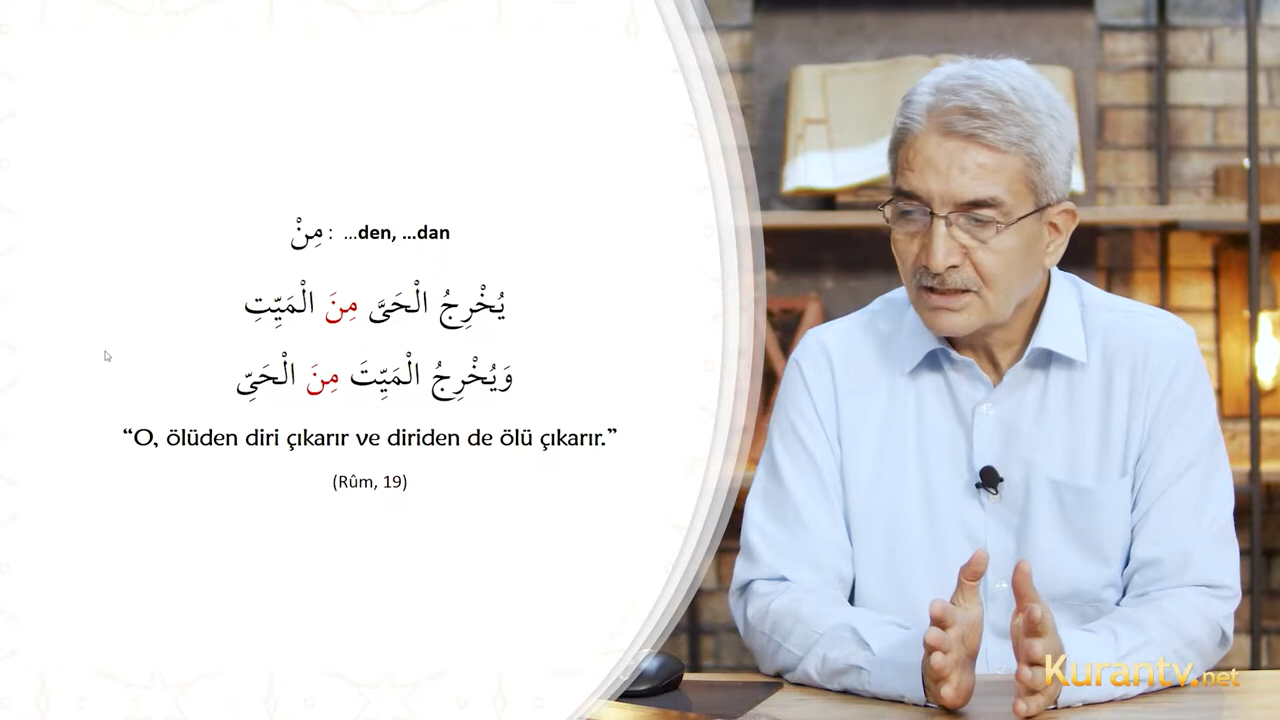 مِنْ : ...den, ...dan
يُخْرِجُ الْحَىَّ مِنَ الْمَيِّتِ
وَيُخْرِجُ الْمَيِّتَ مِنَ الْحَىِّ
“O, ölüden diri çıkarır ve diriden de ölü çıkarır.”
(Rûm, 19)
Kurantv.net